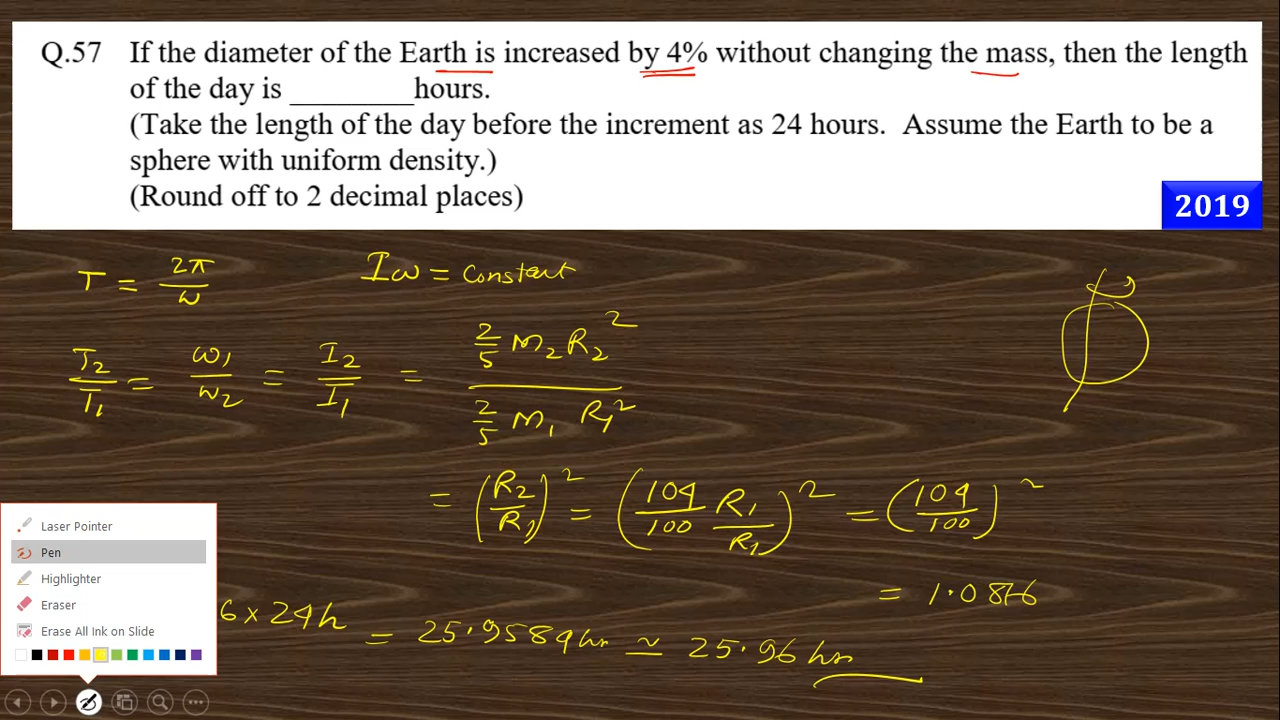 Q.57 If the diameter of the Earth is increased by 4% without changing the mass, then the length
of the day is ________ hours.
(Take the length of the day before the increment as 24 hours. Assume the Earth to be a
sphere with uniform density.)
(Round off to 2 decimal places)
2019
T = 2π/ω Iω = Constant
T₂/T₁ = ω₁/ω₂ = I₂/I₁ = (2/5 M₂R₂²)/(2/5 M₁R₁²)
= (R₂/R₁)² = (104/100 R₁/R₁)² = (104/100)²
= 1.0816
6 × 24h = 25.9584 hr ≃ 25.96 hrs
Laser Pointer
Pen
Highlighter
Eraser
Erase All Ink on Slide